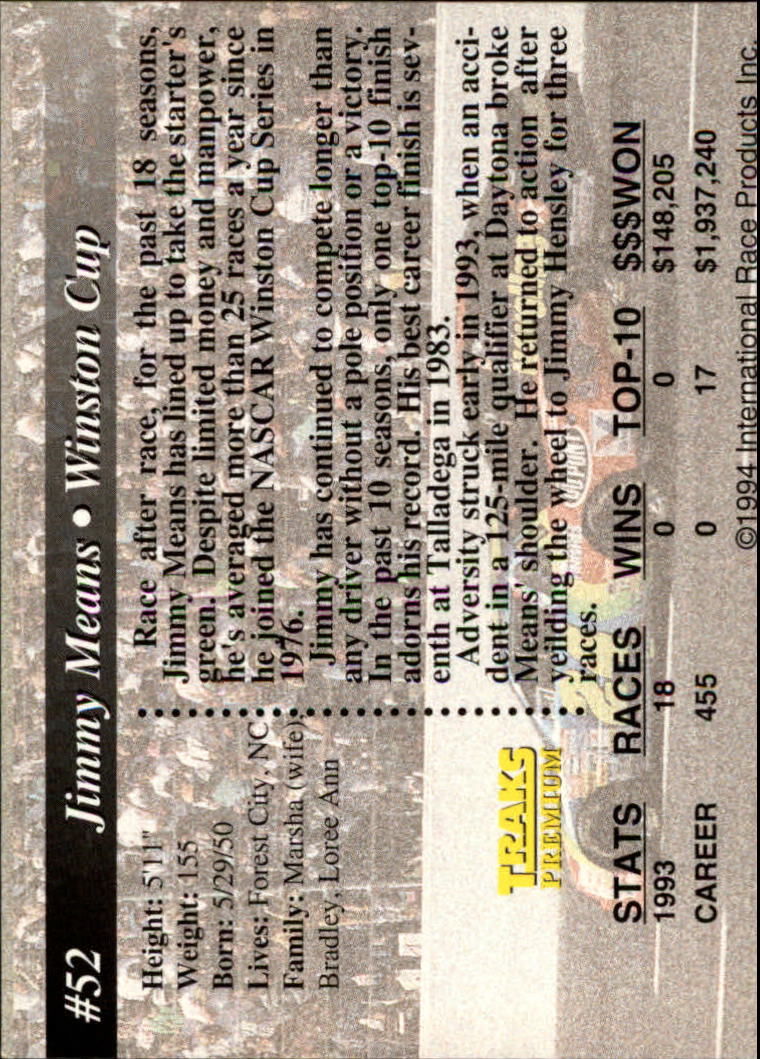 #52 Jimmy Means • Winston Cup
Height: 5'11"
Weight: 155
Born: 5/29/50
Lives: Forest City, NC
Family: Marsha (wife),
Bradley, Loree Ann
TRAKS
PREMIUM
Race after race, for the past 18 seasons,
Jimmy Means has lined up to take the starter's
green. Despite limited money and manpower,
he's averaged more than 25 races a year since
he joined the NASCAR Winston Cup Series in
1976.
Jimmy has continued to compete longer than
any driver without a pole position or a victory.
In the past 10 seasons, only one top-10 finish
adorns his record. His best career finish is sev-
enth at Talladega in 1983.
Adversity struck early in 1993, when an acci-
dent in a 125-mile qualifier at Daytona broke
Means' shoulder. He returned to action after
yeilding the wheel to Jimmy Hensley for three
races.
STATS RACES WINS TOP-10 $$$WON
1993 18 0 0 $148,205
CAREER 455 0 17 $1,937,240
©1994 International Race Products Inc.
DUPONT